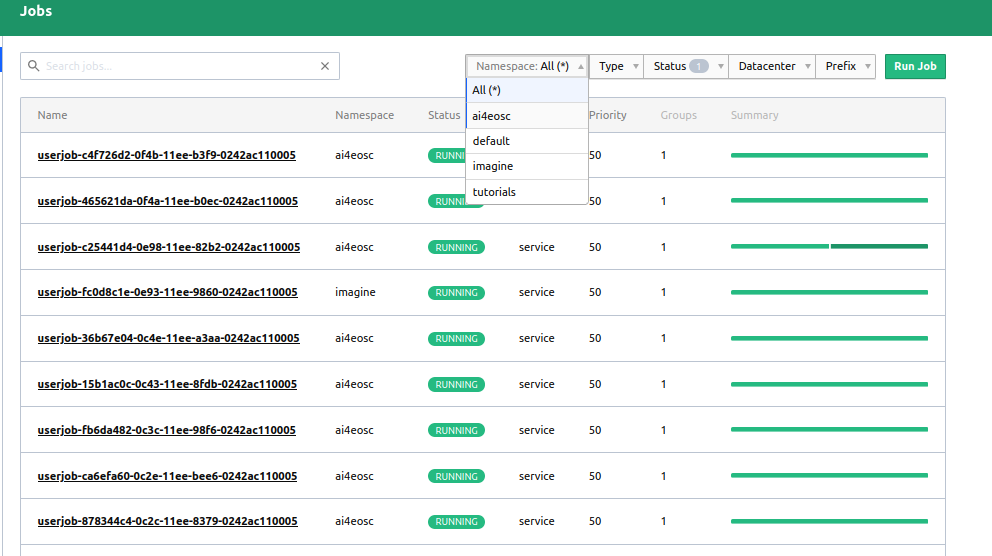 Jobs
Search jobs...
Namespace: All (*) Type Status 1 Datacenter Prefix Run Job
All (*)
ai4eosc
default
imagine
tutorials
Name Namespace Status Priority Groups Summary
userjob-c4f726d2-0f4b-11ee-b3f9-0242ac110005 ai4eosc 50 1
userjob-465621da-0f4a-11ee-b0ec-0242ac110005 ai4eosc 50 1
userjob-c25441d4-0e98-11ee-82b2-0242ac110005 ai4eosc RUNNING service 50 1
userjob-fc0d8c1e-0e93-11ee-9860-0242ac110005 imagine RUNNING service 50 1
userjob-36b67e04-0c4e-11ee-a3aa-0242ac110005 ai4eosc RUNNING service 50 1
userjob-15b1ac0c-0c43-11ee-8fdb-0242ac110005 ai4eosc RUNNING service 50 1
userjob-fb6da482-0c3c-11ee-98f6-0242ac110005 ai4eosc RUNNING service 50 1
userjob-ca6efa60-0c2e-11ee-bee6-0242ac110005 ai4eosc RUNNING service 50 1
userjob-878344c4-0c2c-11ee-8379-0242ac110005 ai4eosc RUNNING service 50 1